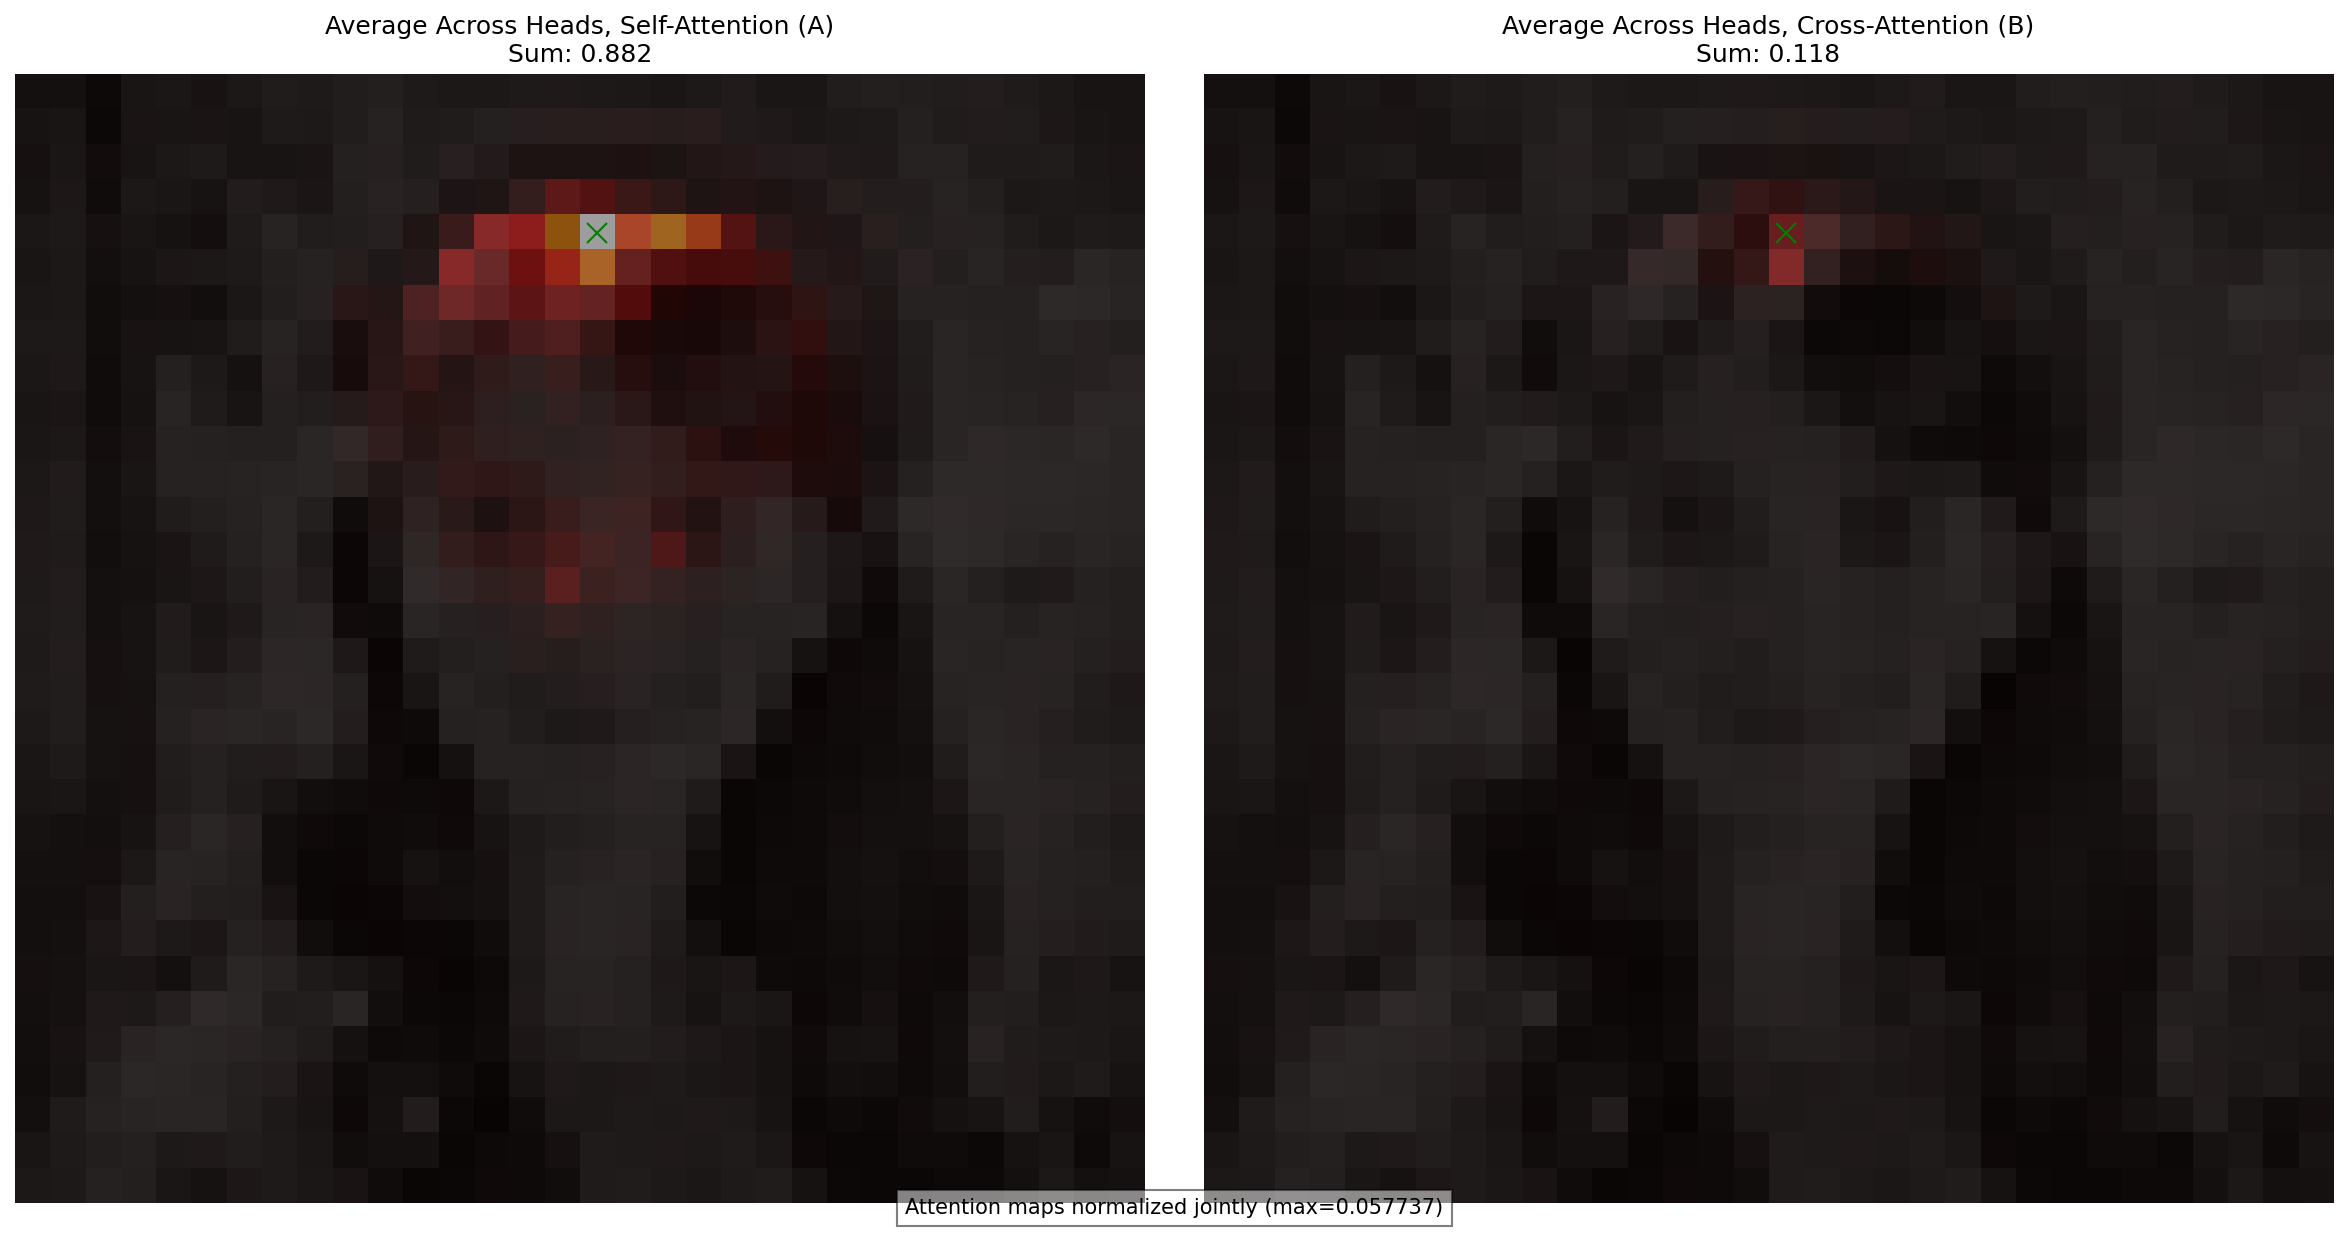 Average Across Heads, Self-Attention (A)
Sum: 0.882
Average Across Heads, Cross-Attention (B)
Sum: 0.118
Attention maps normalized jointly (max=0.057737)